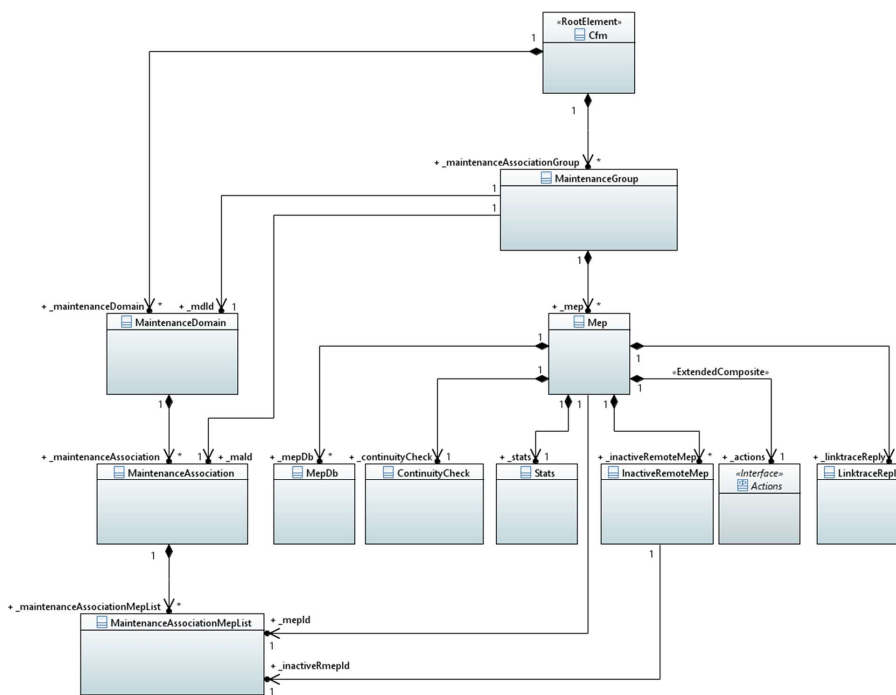 «RootElement»
Cfm
1
1
+ _maintenanceAssociationGroup *
MaintenanceGroup
1
1
1
+ _maintenanceDomain * + _mdId 1
MaintenanceDomain
1
+ _mep *
Mep
1
1
1
1
1
1
1
«ExtendedComposite»
+ _maintenanceAssociation * 1 + _maId
MaintenanceAssociation
1
+ _mepDb *
MepDb
+ _continuityCheck 1
ContinuityCheck
+ _stats 1
Stats
+ _inactiveRemoteMep *
InactiveRemoteMep
1
+ _actions 1
«Interface»
Actions
+ _linktraceReply
LinktraceRepl
+ _maintenanceAssociationMepList *
MaintenanceAssociationMepList
+ _mepId
1
+ _inactiveRmepId
1